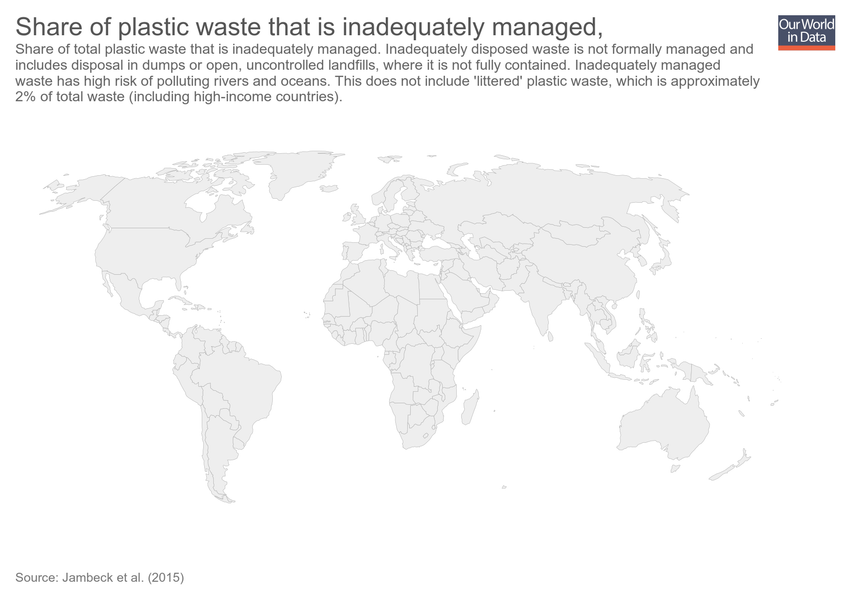 Share of plastic waste that is inadequately managed,
Our World
in Data
Share of total plastic waste that is inadequately managed. Inadequately disposed waste is not formally managed and
includes disposal in dumps or open, uncontrolled landfills, where it is not fully contained. Inadequately managed
waste has high risk of polluting rivers and oceans. This does not include 'littered' plastic waste, which is approximately
2% of total waste (including high-income countries).
Source: Jambeck et al. (2015)